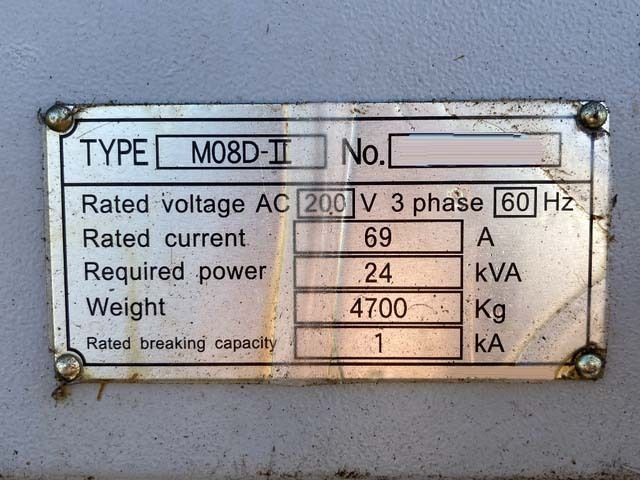 TYPE M08D-II No.
Rated voltage AC 200 V 3 phase 60 Hz
Rated current 69 A
Required power 24 kVA
Weight 4700 Kg
Rated breaking capacity 1 kA